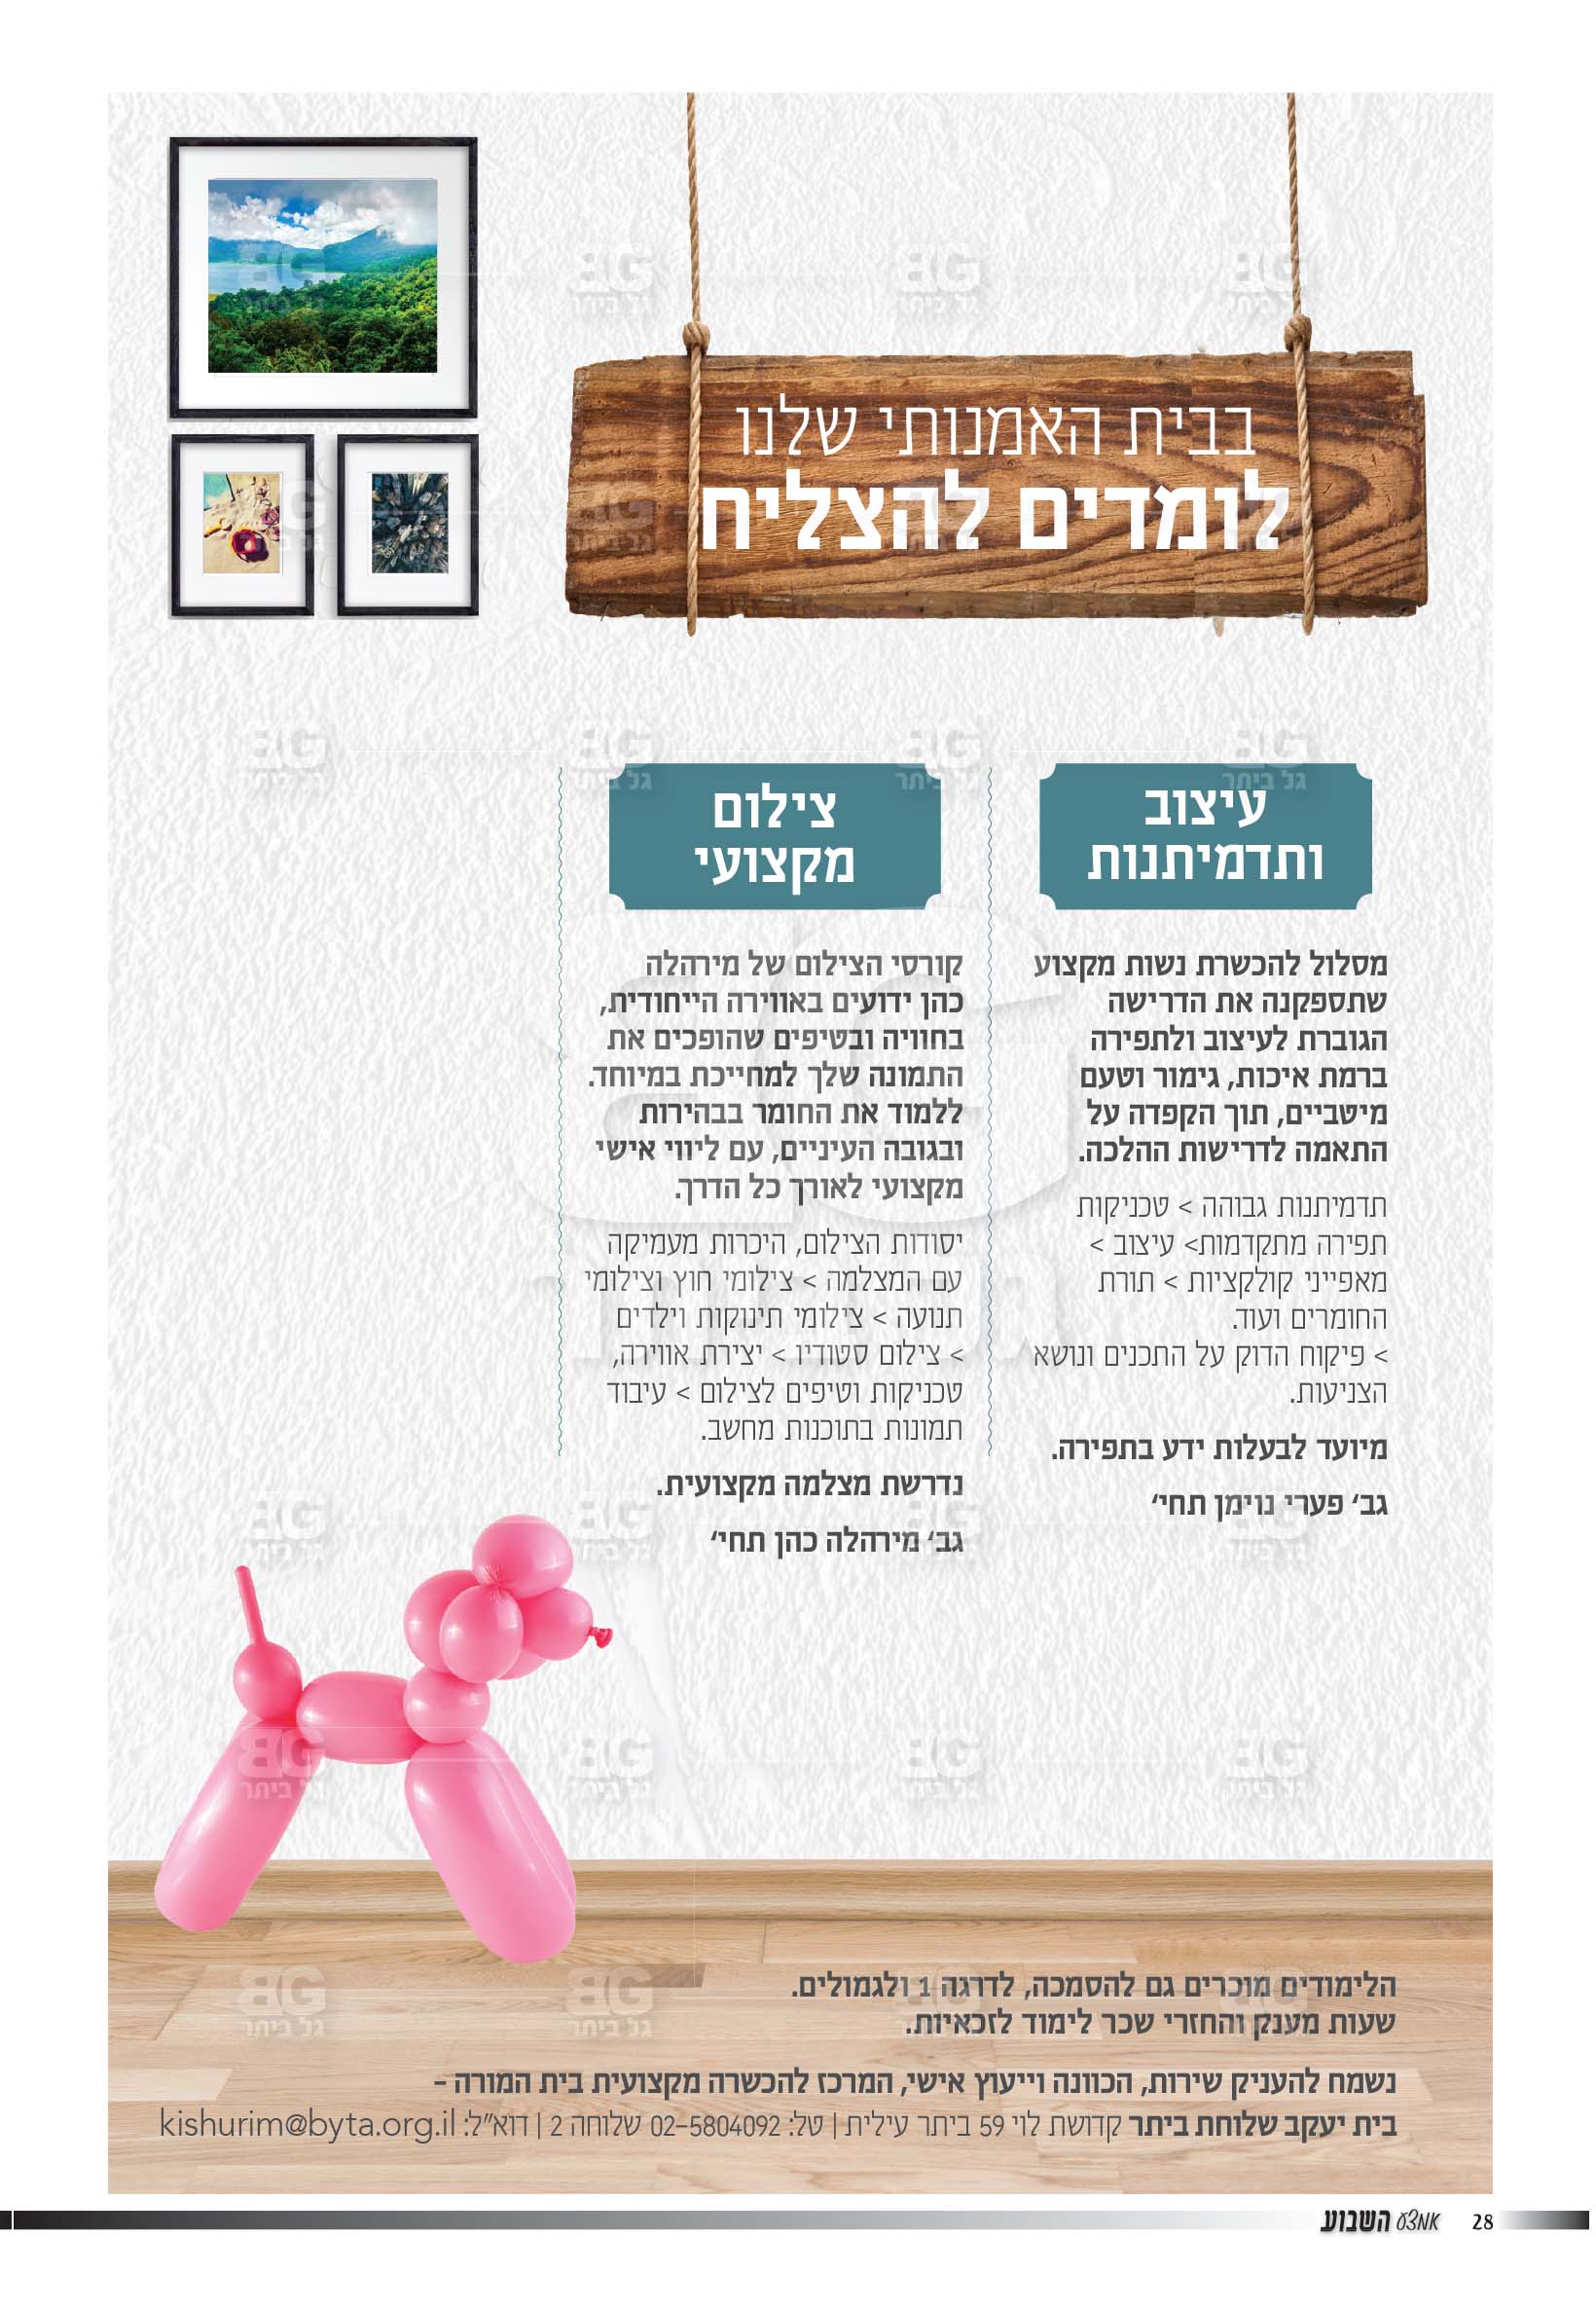 בבית האמנותי שלנו
לומדים להצליח
עיצוב
ותדמיתנות
מסלול להכשרת נשות מקצוע
שתספקנה את הדרישה
הגוברת לעיצוב ולתפירה
ברמת איכות, גימור וטעם
מיטביים, תוך הקפדה על
התאמה לדרישות ההלכה.
תדמיתנות גבוהה > טכניקות
תפירה מתקדמות> עיצוב >
מאפייני קולקציות > תורת
החומרים ועוד.
> פיקוח הדוק על התכנים ונושא
הצניעות.
מיועד לבעלות ידע בתפירה.
גב' פערי נוימן תחי'
צילום
מקצועי
קורסי הצילום של מירהלה
כהן ידועים באווירה הייחודית,
בחוויה ובטיפים שהופכים את
התמונה שלך למחייכת במיוחד.
ללמוד את החומר בבהירות
ובגובה העיניים, עם ליווי אישי
מקצועי לאורך כל הדרך.
יסודות הצילום, היכרות מעמיקה
עם המצלמה > צילומי חוץ וצילומי
תנועה > צילומי תינוקות וילדים
> צילום סטודיו > יצירת אווירה,
טכניקות וטיפים לצילום > עיבוד
תמונות בתוכנות מחשב.
נדרשת מצלמה מקצועית.
גב' מירהלה כהן תחי'
הלימודים מוכרים גם להסמכה, לדרגה 1 ולגמולים.
שעות מענק והחזרי שכר לימוד לזכאיות.
נשמח להעניק שירות, הכוונה וייעוץ אישי, המרכז להכשרה מקצועית בית המורה -
בית יעקב שלוחת ביתר קדושת לוי 59 ביתר עילית | טל: 02-5804092 שלוחה 2 | דוא"ל: kishurim@byta.org.il
28 אמצע השבוע
BG גל ביתר